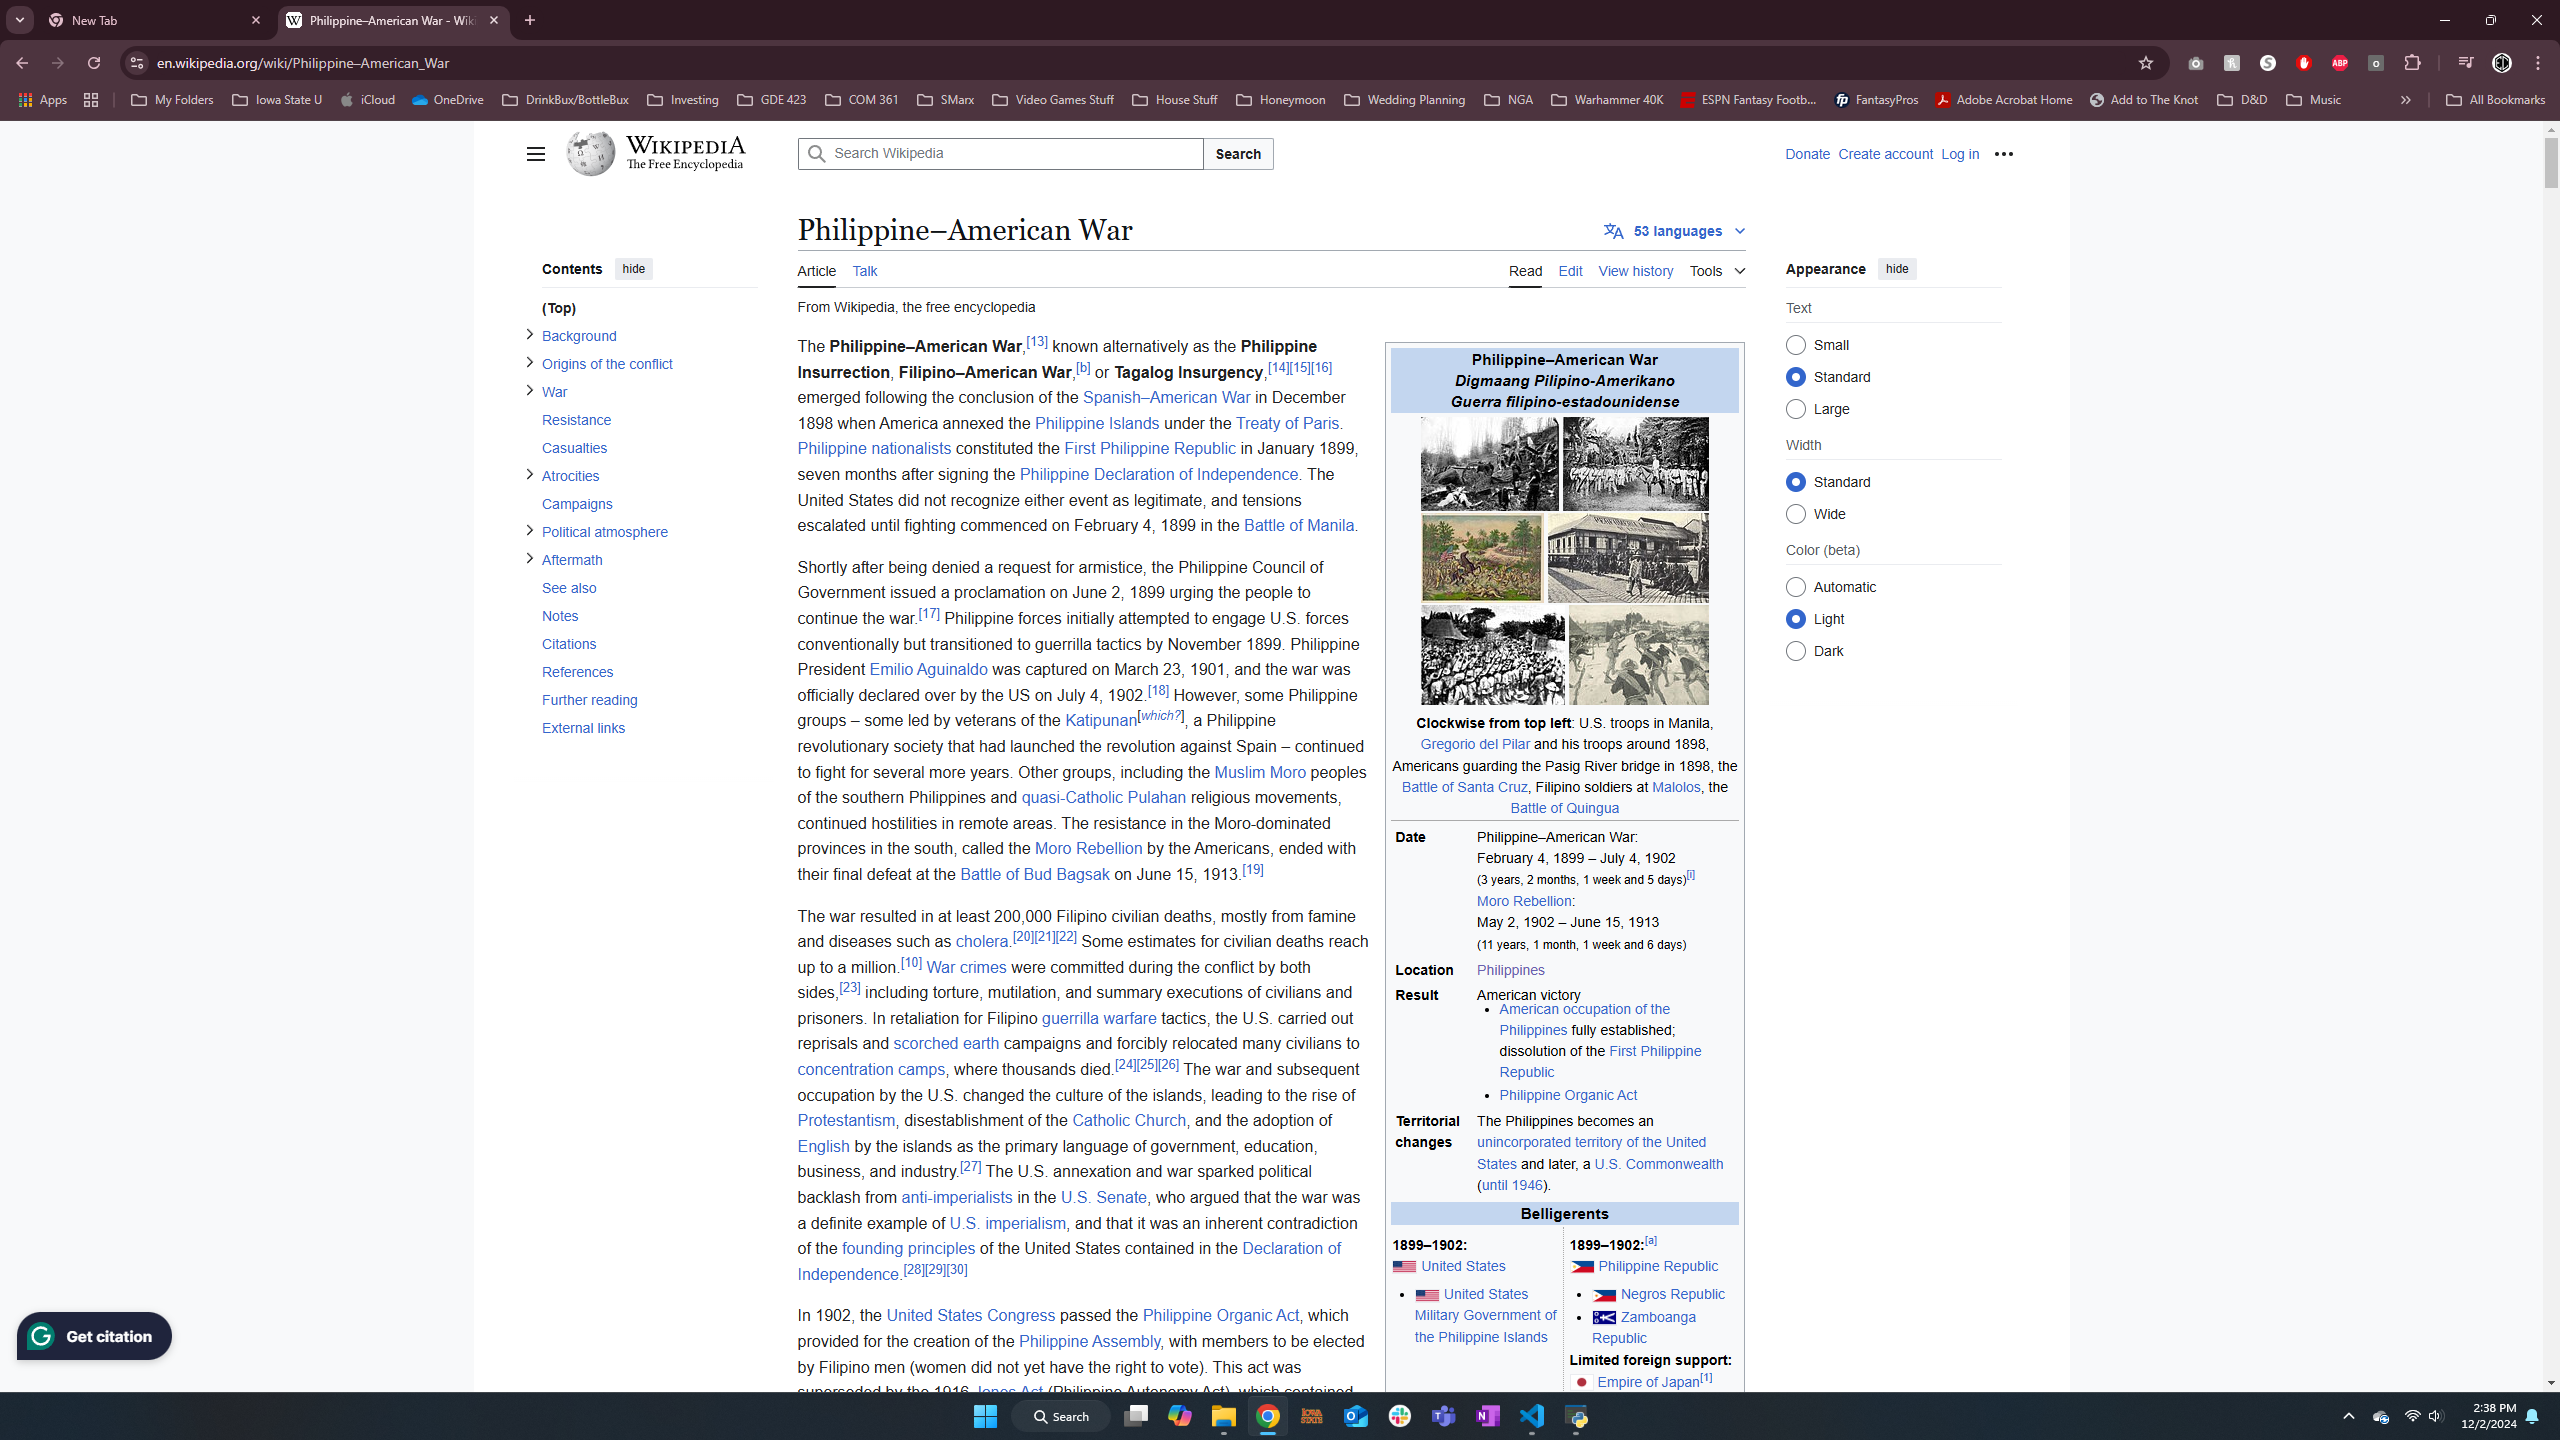 New Tab
Philippine–American War - Wiki
en.wikipedia.org/wiki/Philippine–American_War
Apps
My Folders
Iowa State U
iCloud
OneDrive
DrinkBux/BottleBux
Investing
GDE 423
COM 361
SMarx
Video Games Stuff
House Stuff
Honeymoon
Wedding Planning
NGA
Warhammer 40K
ESPN Fantasy Footb...
FantasyPros
Adobe Acrobat Home
Add to The Knot
D&D
Music
All Bookmarks
WIKIPEDIA
The Free Encyclopedia
Search Wikipedia
Search
Donate Create account Log in
Philippine–American War
53 languages
Article Talk
Read Edit View history Tools
From Wikipedia, the free encyclopedia
Contents hide
(Top)
Background
Origins of the conflict
War
Resistance
Casualties
Atrocities
Campaigns
Political atmosphere
Aftermath
See also
Notes
Citations
References
Further reading
External links
The Philippine–American War,[13] known alternatively as the Philippine
Insurrection, Filipino–American War,[b] or Tagalog Insurgency,[14][15][16]
emerged following the conclusion of the Spanish–American War in December
1898 when America annexed the Philippine Islands under the Treaty of Paris.
Philippine nationalists constituted the First Philippine Republic in January 1899,
seven months after signing the Philippine Declaration of Independence. The
United States did not recognize either event as legitimate, and tensions
escalated until fighting commenced on February 4, 1899 in the Battle of Manila.
Shortly after being denied a request for armistice, the Philippine Council of
Government issued a proclamation on June 2, 1899 urging the people to
continue the war.[17] Philippine forces initially attempted to engage U.S. forces
conventionally but transitioned to guerrilla tactics by November 1899. Philippine
President Emilio Aguinaldo was captured on March 23, 1901, and the war was
officially declared over by the US on July 4, 1902.[18] However, some Philippine
groups – some led by veterans of the Katipunan[which?], a Philippine
revolutionary society that had launched the revolution against Spain – continued
to fight for several more years. Other groups, including the Muslim Moro peoples
of the southern Philippines and quasi-Catholic Pulahan religious movements,
continued hostilities in remote areas. The resistance in the Moro-dominated
provinces in the south, called the Moro Rebellion by the Americans, ended with
their final defeat at the Battle of Bud Bagsak on June 15, 1913.[19]
The war resulted in at least 200,000 Filipino civilian deaths, mostly from famine
and diseases such as cholera.[20][21][22] Some estimates for civilian deaths reach
up to a million.[10] War crimes were committed during the conflict by both
sides,[23] including torture, mutilation, and summary executions of civilians and
prisoners. In retaliation for Filipino guerrilla warfare tactics, the U.S. carried out
reprisals and scorched earth campaigns and forcibly relocated many civilians to
concentration camps, where thousands died.[24][25][26] The war and subsequent
occupation by the U.S. changed the culture of the islands, leading to the rise of
Protestantism, disestablishment of the Catholic Church, and the adoption of
English by the islands as the primary language of government, education,
business, and industry.[27] The U.S. annexation and war sparked political
backlash from anti-imperialists in the U.S. Senate, who argued that the war was
a definite example of U.S. imperialism, and that it was an inherent contradiction
of the founding principles of the United States contained in the Declaration of
Independence.[28][29][30]
In 1902, the United States Congress passed the Philippine Organic Act, which
provided for the creation of the Philippine Assembly, with members to be elected
by Filipino men (women did not yet have the right to vote). This act was
superseded by the 1916 Jones Act (Philippine Autonomy Act), which contained
Philippine–American War
Digmaang Pilipino-Amerikano
Guerra filipino-estadounidense
Clockwise from top left: U.S. troops in Manila,
Gregorio del Pilar and his troops around 1898,
Americans guarding the Pasig River bridge in 1898, the
Battle of Santa Cruz, Filipino soldiers at Malolos, the
Battle of Quingua
Date
Philippine–American War:
February 4, 1899 – July 4, 1902
(3 years, 2 months, 1 week and 5 days)[i]
Moro Rebellion:
May 2, 1902 – June 15, 1913
(11 years, 1 month, 1 week and 6 days)
Location Philippines
Result American victory
• American occupation of the
Philippines fully established;
dissolution of the First Philippine
Republic
• Philippine Organic Act
Territorial
changes
The Philippines becomes an
unincorporated territory of the United
States and later, a U.S. Commonwealth
(until 1946).
Belligerents
1899–1902:
United States
• United States
Military Government of
the Philippine Islands
1899–1902:[a]
Philippine Republic
• Negros Republic
• Zamboanga
Republic
Limited foreign support:
Empire of Japan[1]
Appearance hide
Text
Small
Standard
Large
Width
Standard
Wide
Color (beta)
Automatic
Light
Dark
Get citation
Search
2:38 PM
12/2/2024